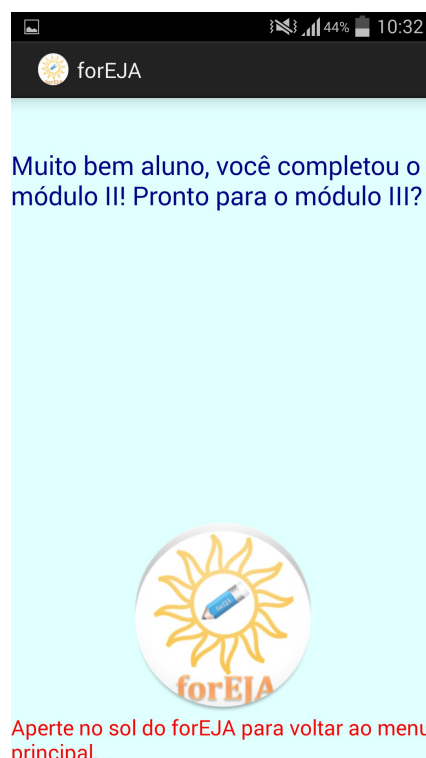 44% 10:32
forEJA
Muito bem aluno, você completou o
módulo II! Pronto para o módulo III?
forEJA
Aperte no sol do forEJA para voltar ao menu
principal